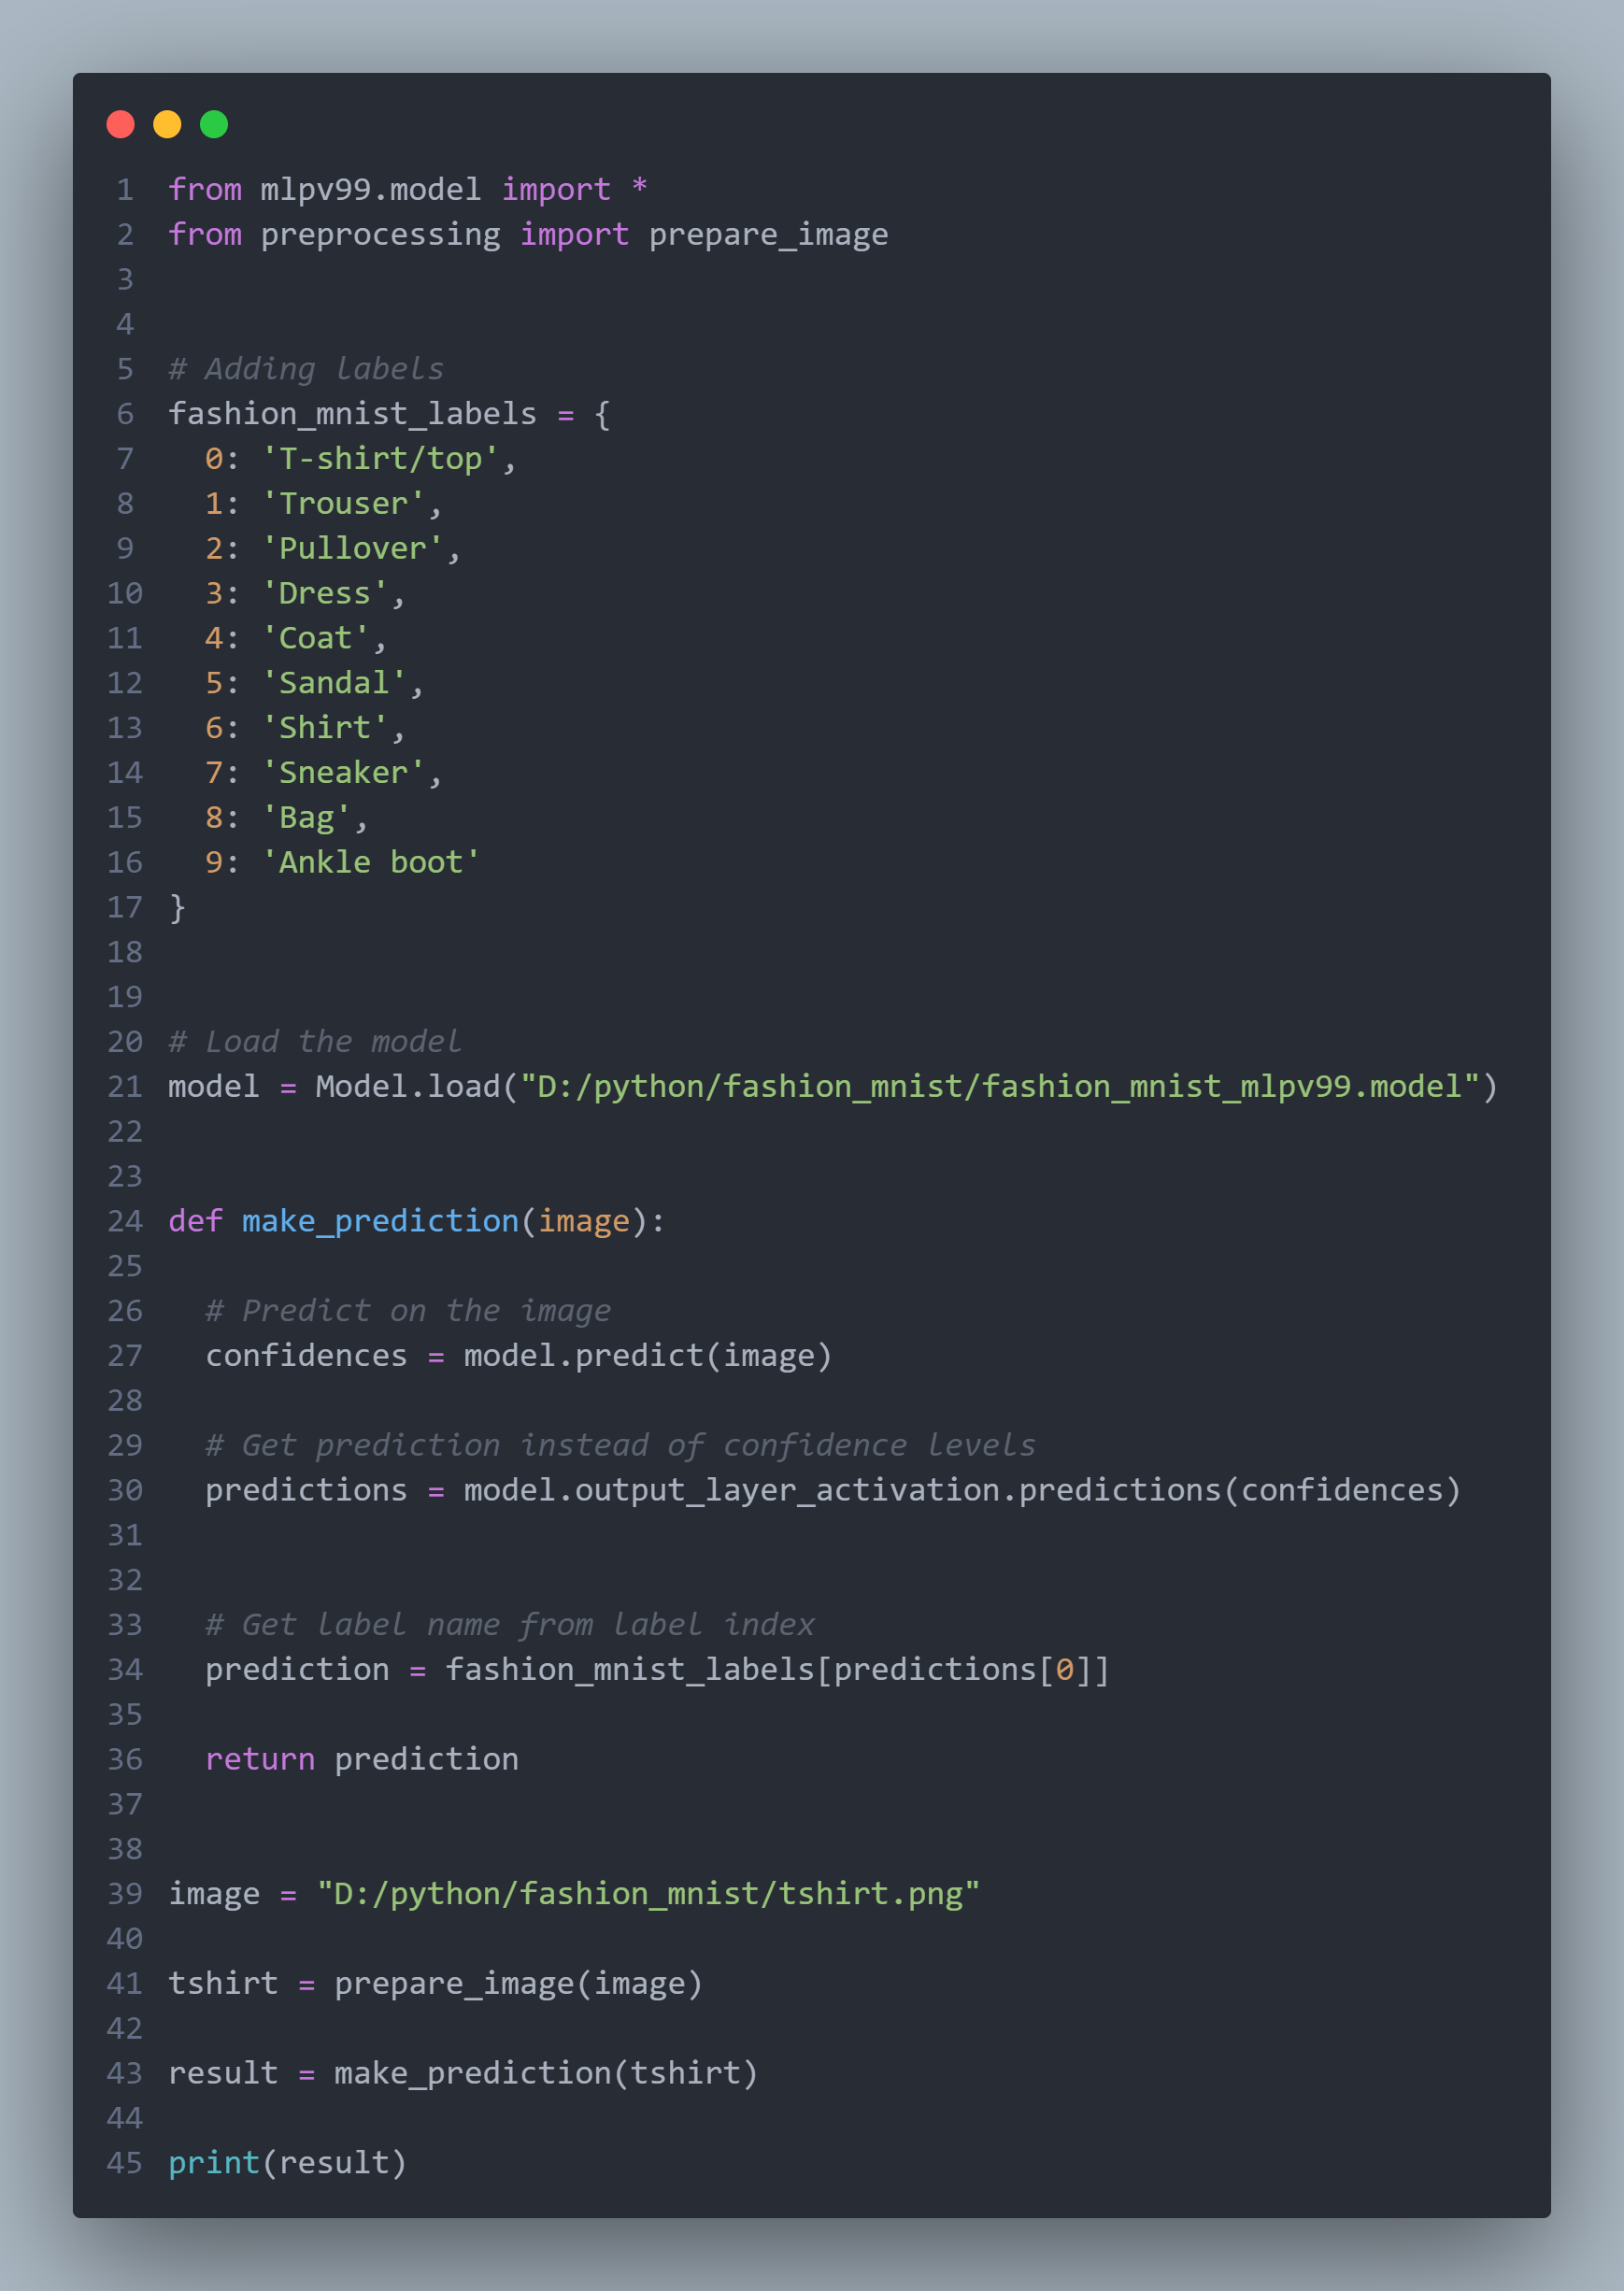 1 from mlpv99.model import *
2 from preprocessing import prepare_image
3
4
5 # Adding labels
6 fashion_mnist_labels = {
7   0: 'T-shirt/top',
8   1: 'Trouser',
9   2: 'Pullover',
10   3: 'Dress',
11   4: 'Coat',
12   5: 'Sandal',
13   6: 'Shirt',
14   7: 'Sneaker',
15   8: 'Bag',
16   9: 'Ankle boot'
17 }
18
19
20 # Load the model
21 model = Model.load("D:/python/fashion_mnist/fashion_mnist_mlpv99.model")
22
23
24 def make_prediction(image):
25
26   # Predict on the image
27   confidences = model.predict(image)
28
29   # Get prediction instead of confidence levels
30   predictions = model.output_layer_activation.predictions(confidences)
31
32
33   # Get label name from label index
34   prediction = fashion_mnist_labels[predictions[0]]
35
36   return prediction
37
38
39 image = "D:/python/fashion_mnist/tshirt.png"
40
41 tshirt = prepare_image(image)
42
43 result = make_prediction(tshirt)
44
45 print(result)